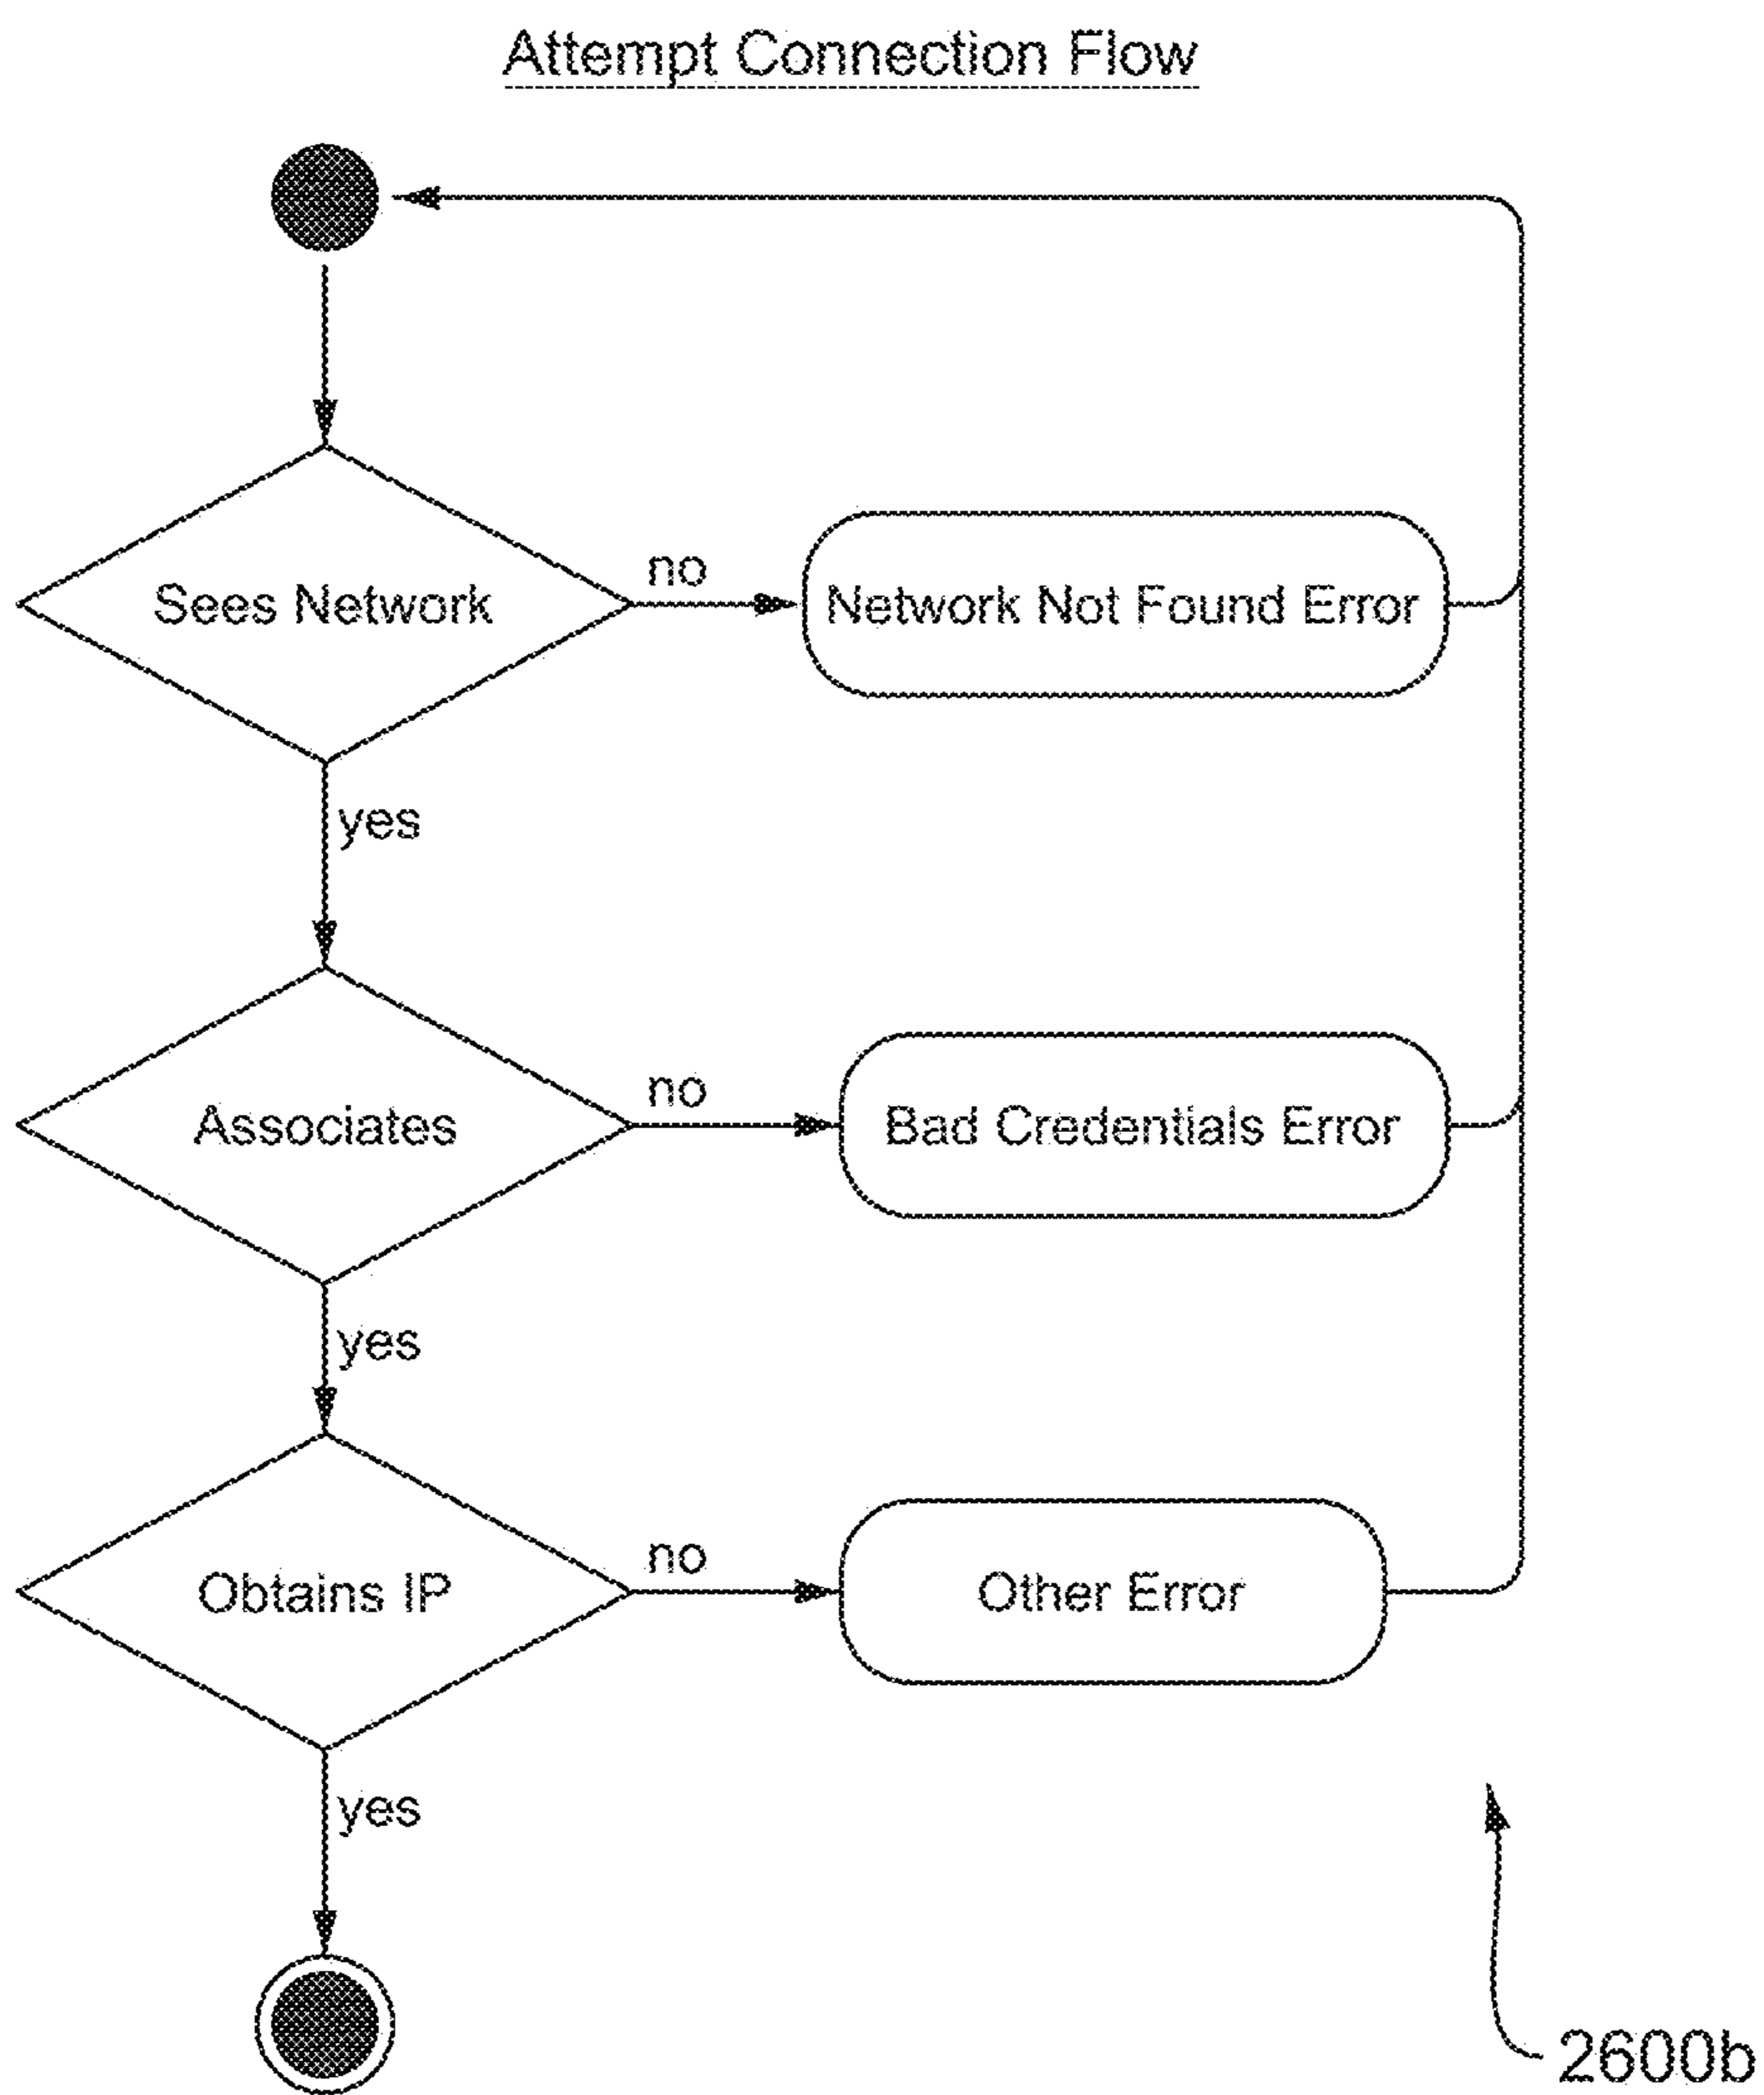 Attempt Connection Flow
Sees Network
no
Network Not Found Error
yes
Associates
no
Bad Credentials Error
yes
Obtains IP
no
Other Error
yes
2600b